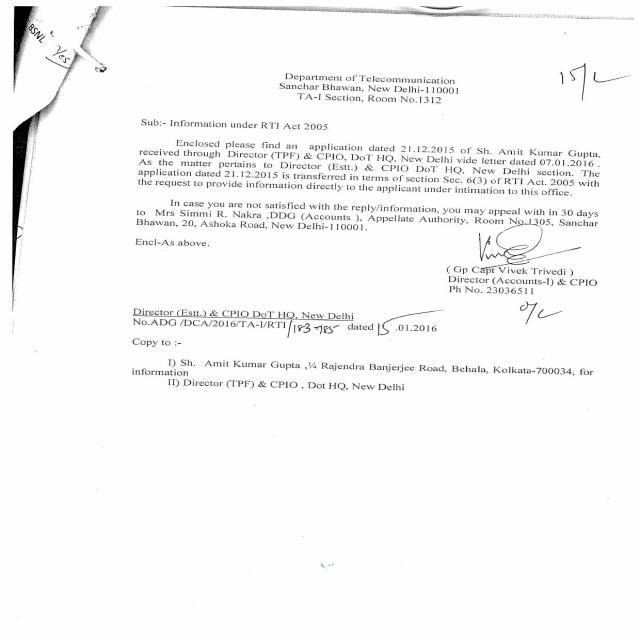 BSNL
Yes
15/L
Department of Telecommunication
Sanchar Bhawan, New Delhi-110001
TA-I Section, Room No.1312
Sub:- Information under RTI Act 2005
Enclosed please find an application dated 21.12.2015 of Sh. Amit Kumar Gupta,
received through Director (TPF) & CPIO, DoT HQ, New Delhi vide letter dated 07.01.2016 .
As the matter pertains to Director (Estt.) & CPIO DoT HQ, New Delhi section. The
application dated 21.12.2015 is transferred in terms of section Sec. 6(3) of RTI Act. 2005 with
the request to provide information directly to the applicant under intimation to this office.
In case you are not satisfied with the reply/information, you may appeal with in 30 days
to Mrs Simmi R. Nakra ,DDG (Accounts ), Appellate Authority, Room No.1305, Sanchar
Bhawan, 20, Ashoka Road, New Delhi-110001.
Encl-As above.
( Gp Capt Vivek Trivedi )
Director (Accounts-I) & CPIO
Ph No. 23036511
O/C
Director (Estt.) & CPIO DoT HQ, New Delhi
No.ADG /DCA/2016/TA-I/RTI/183-185 dated 15 .01.2016
Copy to :-
I) Sh. Amit Kumar Gupta ,¼ Rajendra Banjerjee Road, Behala, Kolkata-700034, for
information
II) Director (TPF) & CPIO , Dot HQ, New Delhi